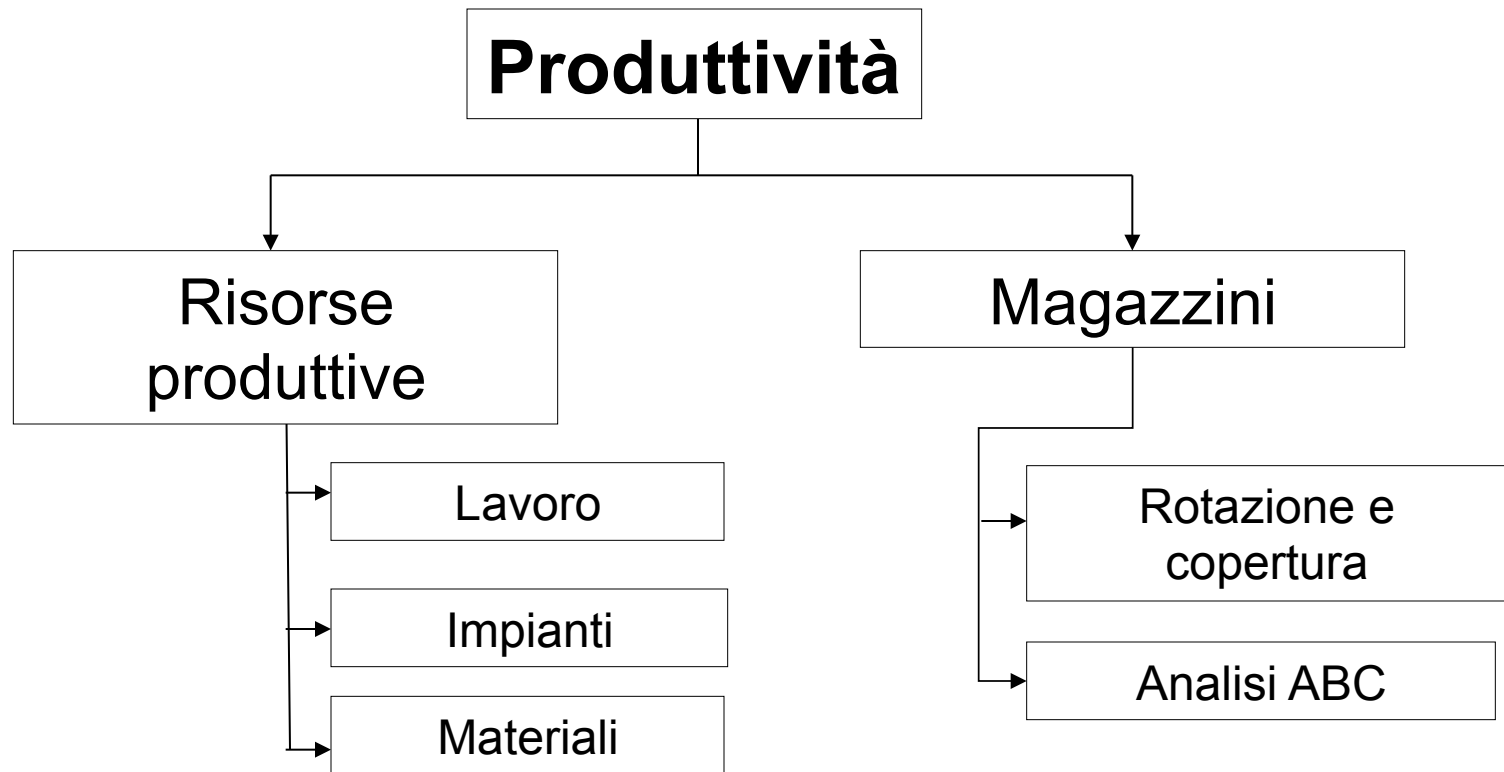 Produttività
Risorse
produttive
Magazzini
Lavoro
Impianti
Materiali
Rotazione e
copertura
Analisi ABC